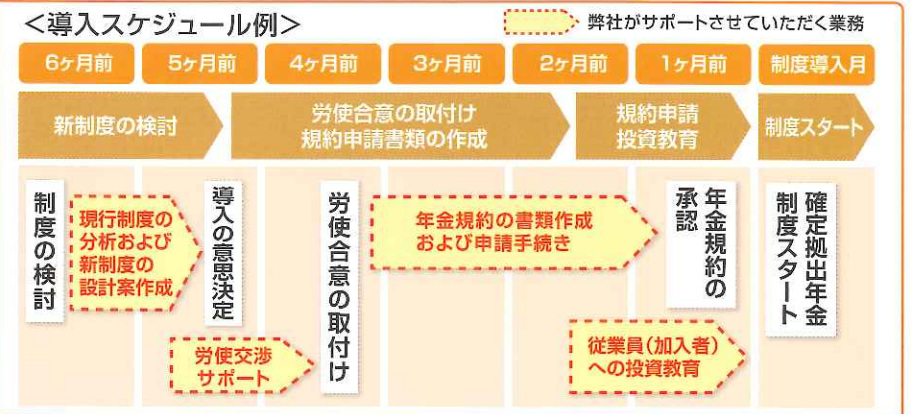 ＜導入スケジュール例＞
弊社がサポートさせていただく業務
6ヶ月前
5ヶ月前
4ヶ月前
3ヶ月前
2ヶ月前
1ヶ月前
制度導入月
新制度の検討
労使合意の取付け
規約申請書類の作成
規約申請
投資教育
制度スタート
制度の検討
現行制度の
分析および
新制度の
設計案作成
導入の意思決定
労使交渉
サポート
労使合意の取付け
年金規約の書類作成
および申請手続き
従業員（加入者）
への投資教育
年金規約の
承認
確定拠出年金
制度スタート